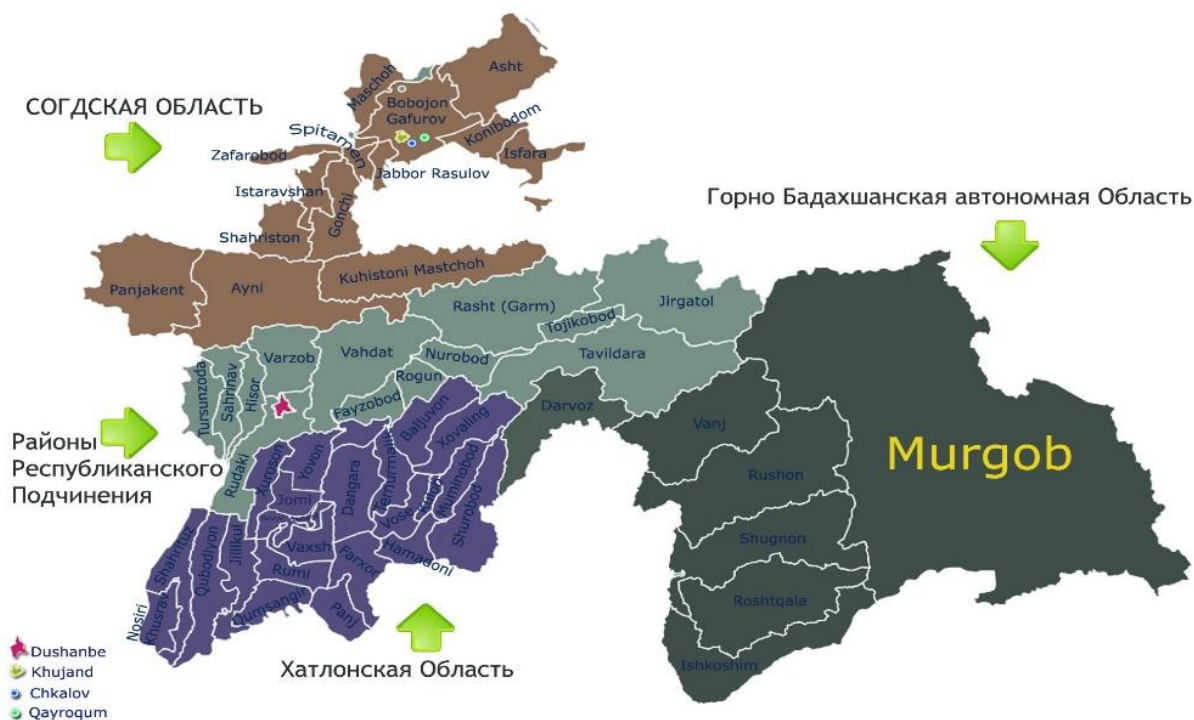 СОГДСКАЯ ОБЛАСТЬ
Maschoh
Asht
Bobojon
Gafurov
Spitamen
Konibodom
Zafarobod
Isfara
Jabbor Rasulov
Istaravshan
Gonchi
Shahriston
Горно Бадахшанская автономная Область
Panjakent
Ayni
Kuhistoni Mastchoh
Rasht (Garm)
Jirgatol
Tojikobod
Varzob
Vahdat
Nurobod
Tavildara
Tursunzoda
Sahrinav
Hisor
Rogun
Fayzobod
Darvoz
Baljuvon
Xovaling
Vanj
Murgob
Районы
Республиканского
Подчинения
Rudaki
Xuroson
Yovon
Dangara
Temurmalik
Vose
Muminobod
Shurobod
Rushon
Jomi
Shahrituz
Qubodiyon
Jillikul
Vaxsh
Farxor
Hamadoni
Shugnon
Rumi
Roshtqala
Nosiri
Khusrav
Qumsangir
Panj
Ishkoshim
Хатлонская Область
Dushanbe
Khujand
Chkalov
Qayroqum